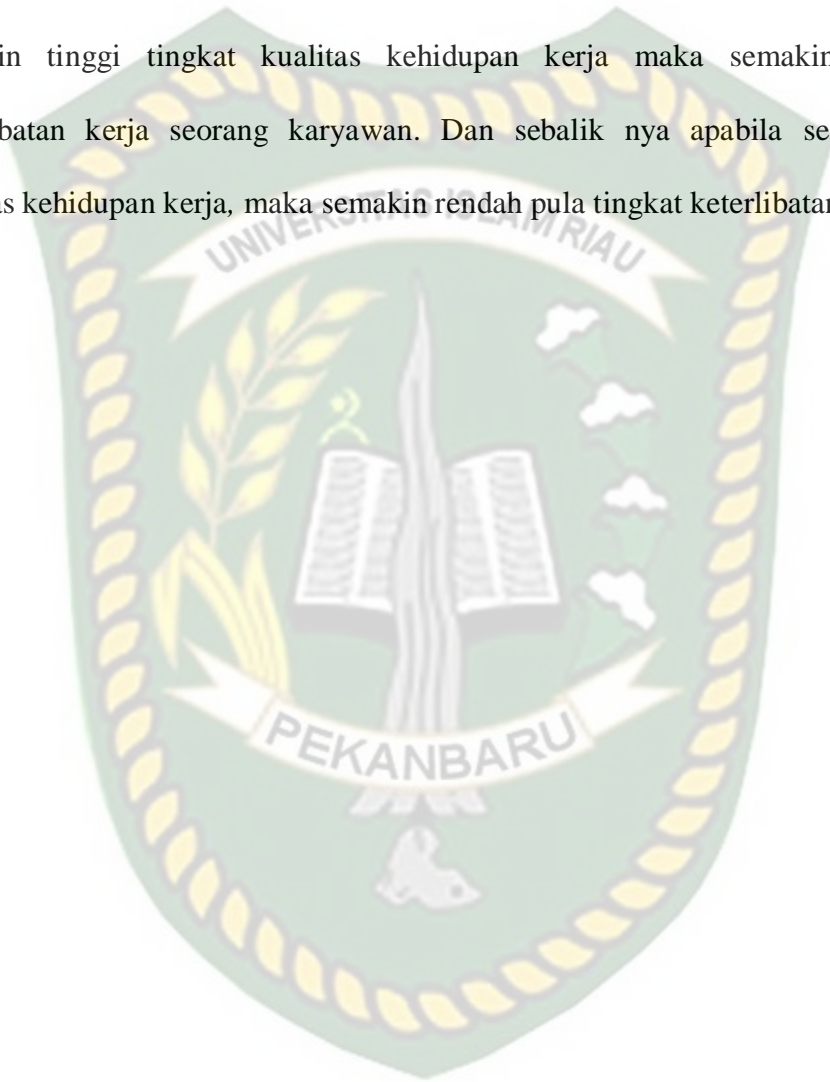 in tinggi tingkat kualitas kehidupan kerja maka semakin
batan kerja seorang karyawan. Dan sebalik nya apabila se
as kehidupan kerja, maka semakin rendah pula tingkat keterlibatan
UNIVERSITAS ISLAM RIAU
PEKANBARU